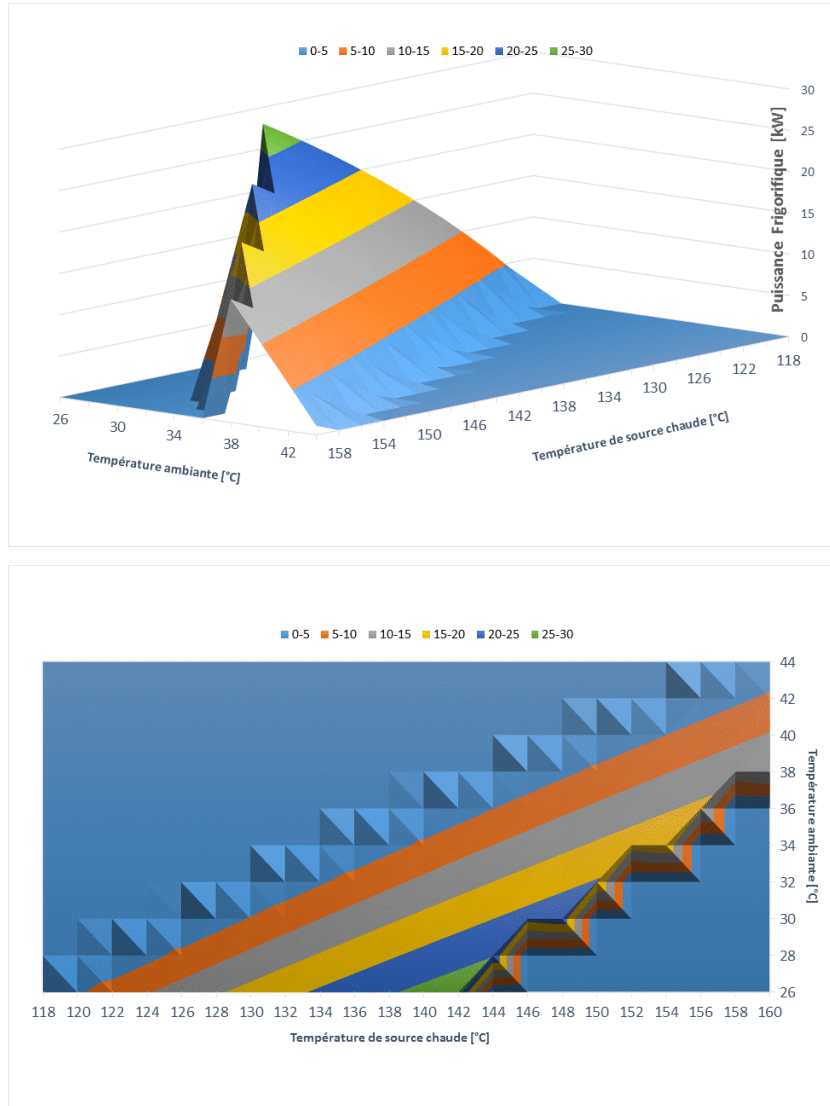 0-5 5-10 10-15 15-20 20-25 25-30
30
25
20
15
10
5
0
Puissance Frigorifique [kW]
26 30 34 38 42
158 154 150 146 142 138 134 130 126 122 118
Température ambiante [°C]
Température de source chaude [°C]
0-5 5-10 10-15 15-20 20-25 25-30
44
42
40
38
36
34
32
30
28
26
Température ambiante [°C]
118 120 122 124 126 128 130 132 134 136 138 140 142 144 146 148 150 152 154 156 158 160
Température de source chaude [°C]